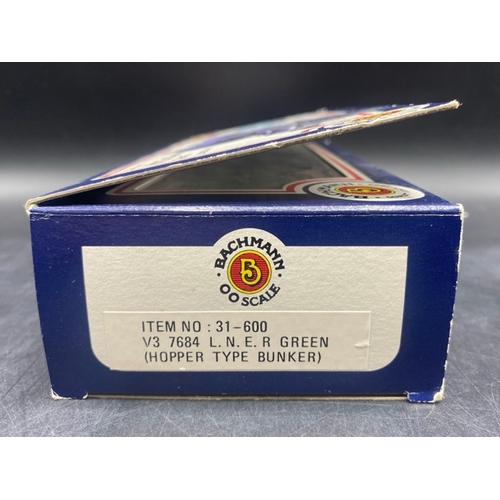 BACHMANN
B
OO SCALE
ITEM NO : 31-600
V3 7684 L.N.E.R GREEN
(HOPPER TYPE BUNKER)